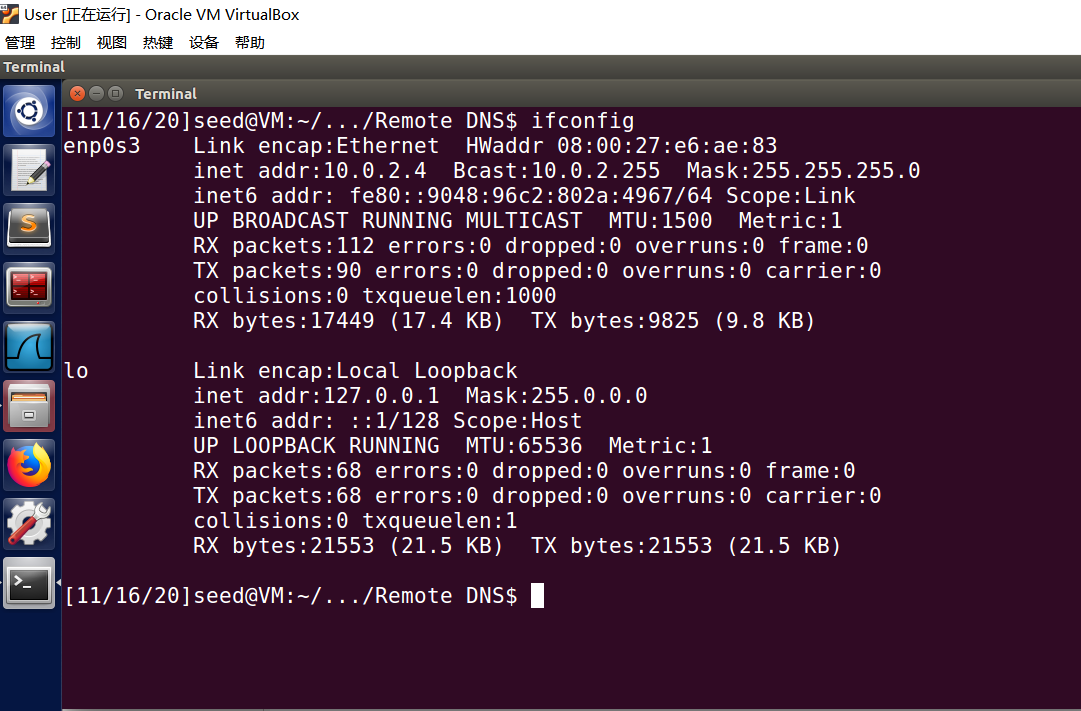 User [正在运行] - Oracle VM VirtualBox
管理 控制 视图 热键 设备 帮助
Terminal
Terminal
[11/16/20]seed@VM:~/.../Remote DNS$ ifconfig
enp0s3    Link encap:Ethernet  HWaddr 08:00:27:e6:ae:83
          inet addr:10.0.2.4  Bcast:10.0.2.255  Mask:255.255.255.0
          inet6 addr: fe80::9048:96c2:802a:4967/64 Scope:Link
          UP BROADCAST RUNNING MULTICAST  MTU:1500  Metric:1
          RX packets:112 errors:0 dropped:0 overruns:0 frame:0
          TX packets:90 errors:0 dropped:0 overruns:0 carrier:0
          collisions:0 txqueuelen:1000
          RX bytes:17449 (17.4 KB)  TX bytes:9825 (9.8 KB)
lo        Link encap:Local Loopback
          inet addr:127.0.0.1  Mask:255.0.0.0
          inet6 addr: ::1/128 Scope:Host
          UP LOOPBACK RUNNING  MTU:65536  Metric:1
          RX packets:68 errors:0 dropped:0 overruns:0 frame:0
          TX packets:68 errors:0 dropped:0 overruns:0 carrier:0
          collisions:0 txqueuelen:1
          RX bytes:21553 (21.5 KB)  TX bytes:21553 (21.5 KB)
[11/16/20]seed@VM:~/.../Remote DNS$